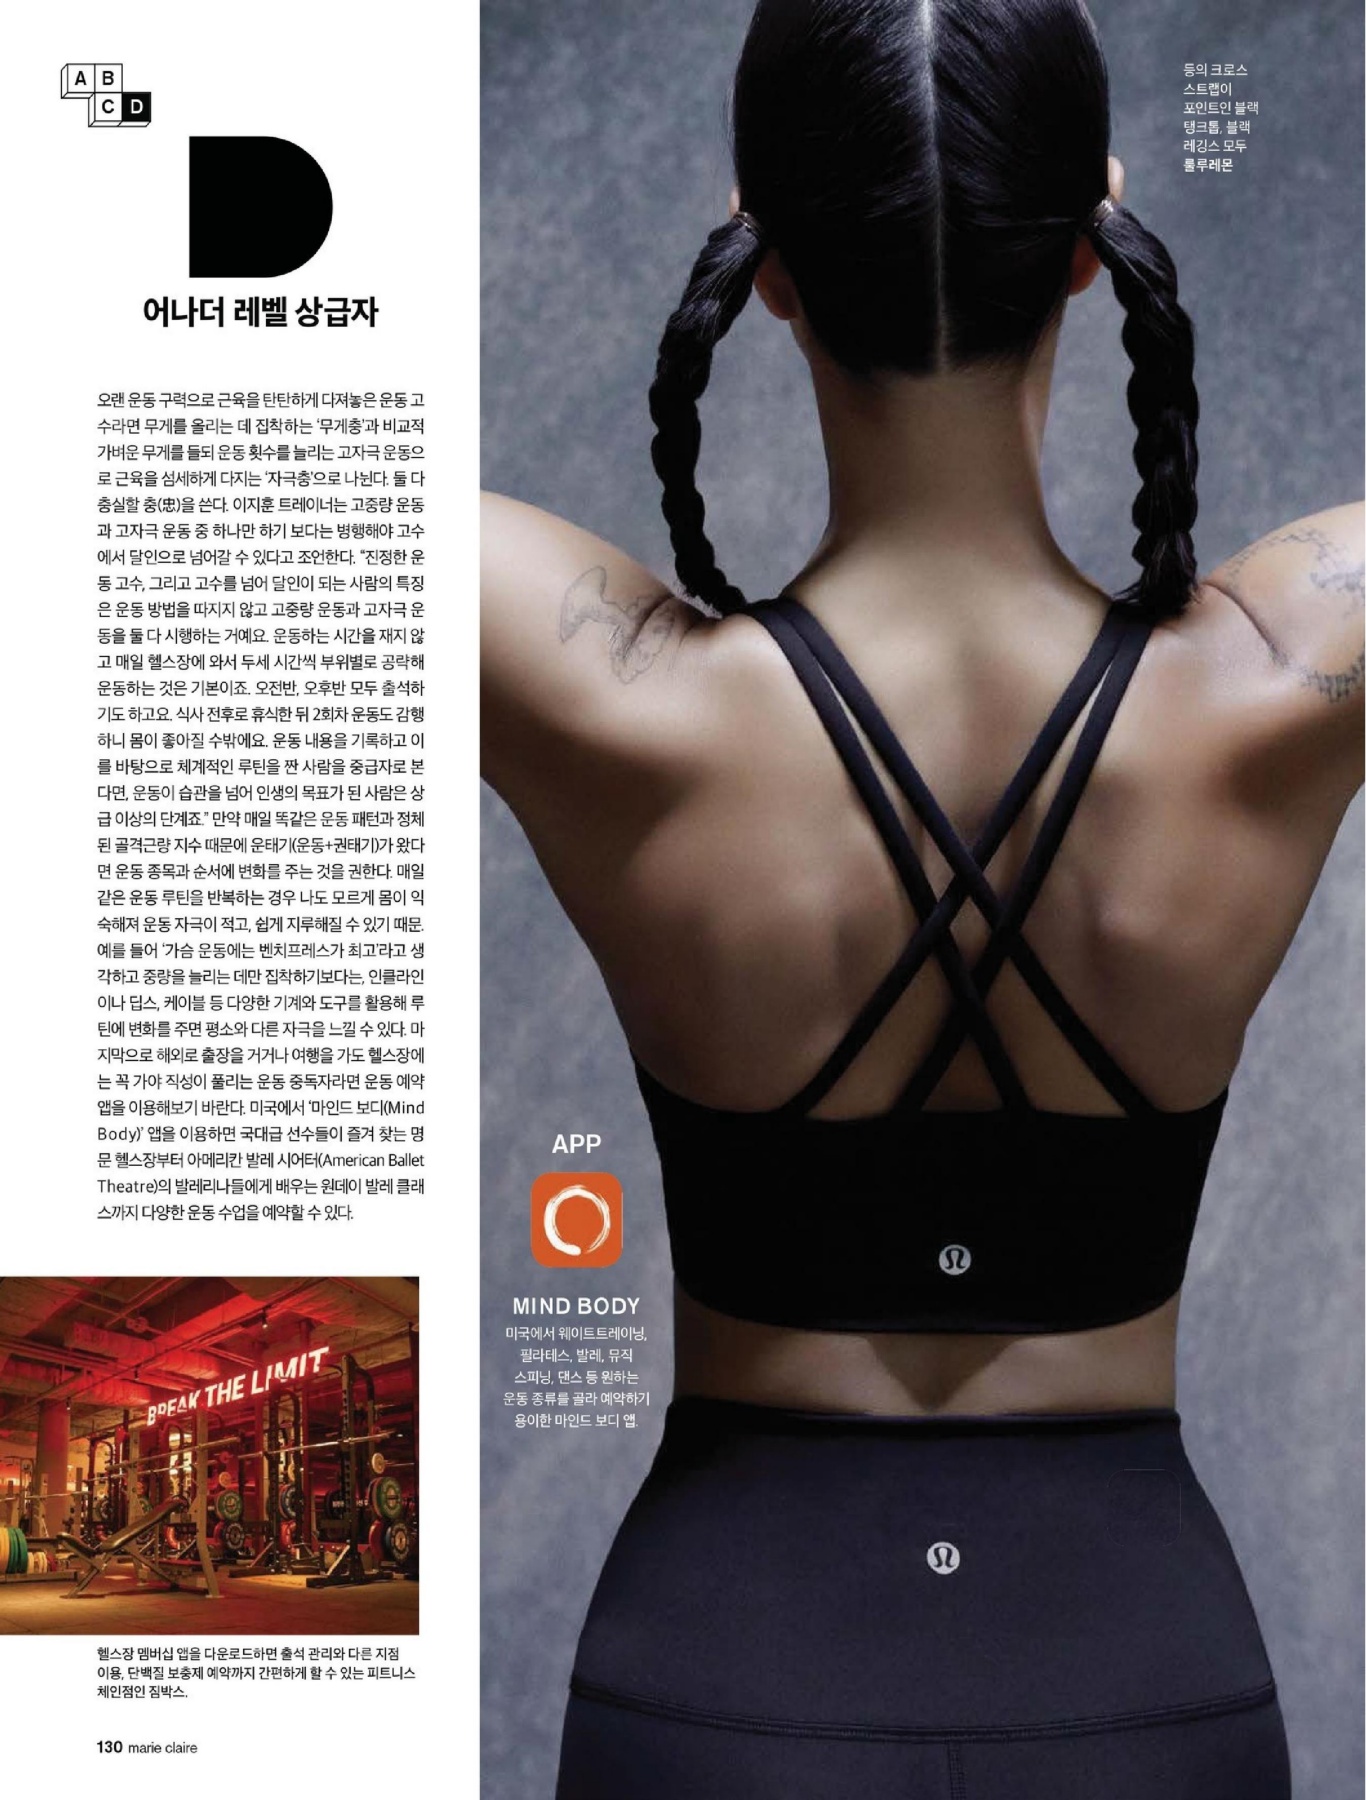 A B
C D
D
어나더 레벨 상급자
오랜 운동 구력으로 근육을 탄탄하게 다져놓은 운동 고
수라면 무게를 올리는 데 집착하는 ‘무게충’과 비교적
가벼운 무게를 들되 운동 횟수를 늘리는 고자극 운동으
로 근육을 섬세하게 다지는 ‘자극충’으로 나뉜다. 둘 다
충실할 충(忠)을 쓴다. 이지훈 트레이너는 고중량 운동
과 고자극 운동 중 하나만 하기 보다는 병행해야 고수
에서 달인으로 넘어갈 수 있다고 조언한다. “진정한 운
동 고수, 그리고 고수를 넘어 달인이 되는 사람의 특징
은 운동 방법을 따지지 않고 고중량 운동과 고자극 운
동을 둘 다 시행하는 거예요. 운동하는 시간을 재지 않
고 매일 헬스장에 와서 두세 시간씩 부위별로 공략해
운동하는 것은 기본이죠. 오전반, 오후반 모두 출석하
기도 하고요. 식사 전후로 휴식한 뒤 2회차 운동도 감행
하니 몸이 좋아질 수밖에요. 운동 내용을 기록하고 이
를 바탕으로 체계적인 루틴을 짠 사람을 중급자로 본
다면, 운동이 습관을 넘어 인생의 목표가 된 사람은 상
급 이상의 단계죠.” 만약 매일 똑같은 운동 패턴과 정체
된 골격근량 지수 때문에 운태기(운동+권태기)가 왔다
면 운동 종목과 순서에 변화를 주는 것을 권한다. 매일
같은 운동 루틴을 반복하는 경우 나도 모르게 몸이 익
숙해져 운동 자극이 적고, 쉽게 지루해질 수 있기 때문.
예를 들어 ‘가슴 운동에는 벤치프레스가 최고’라고 생
각하고 중량을 늘리는 데만 집착하기보다는, 인클라인
이나 딥스, 케이블 등 다양한 기계와 도구를 활용해 루
틴에 변화를 주면 평소와 다른 자극을 느낄 수 있다. 마
지막으로 해외로 출장을 거거나 여행을 가도 헬스장에
는 꼭 가야 직성이 풀리는 운동 중독자라면 운동 예약
앱을 이용해보기 바란다. 미국에서 ‘마인드 보디(Mind
Body)’ 앱을 이용하면 국대급 선수들이 즐겨 찾는 명
문 헬스장부터 아메리칸 발레 시어터(American Ballet
Theatre)의 발레리나들에게 배우는 원데이 발레 클래
스까지 다양한 운동 수업을 예약할 수 있다.
BREAK THE LIMIT
헬스장 멤버십 앱을 다운로드하면 출석 관리와 다른 지점
이용, 단백질 보충제 예약까지 간편하게 할 수 있는 피트니스
체인점인 짐박스.
130 marie claire
등의 크로스
스트랩이
포인트인 블랙
탱크톱, 블랙
레깅스 모두
룰루레몬
APP
MIND BODY
미국에서 웨이트트레이닝,
필라테스, 발레, 뮤직
스피닝, 댄스 등 원하는
운동 종류를 골라 예약하기
용이한 마인드 보디 앱.